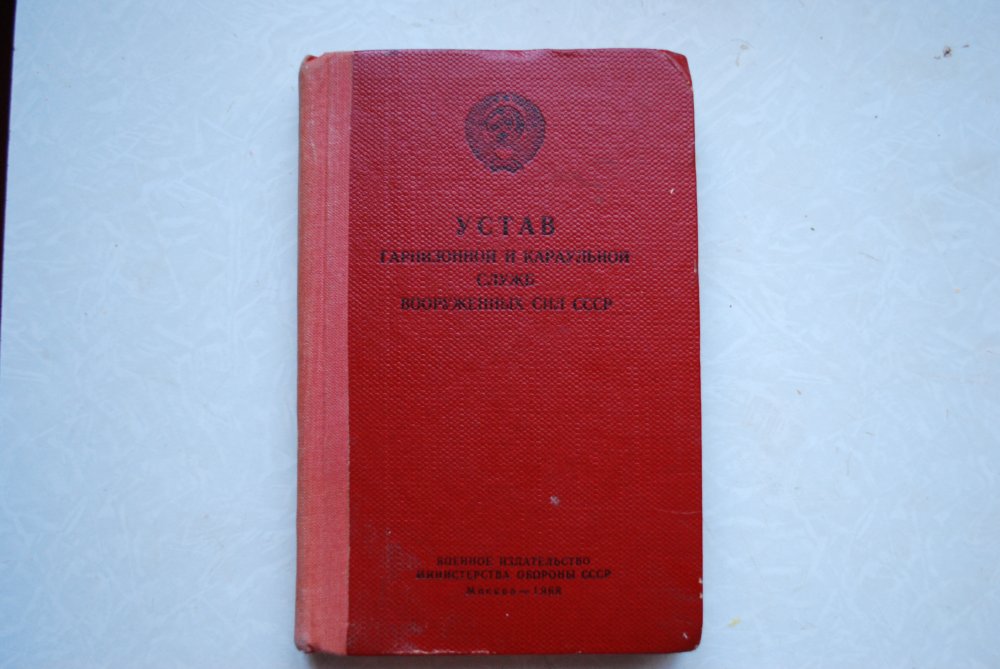 УСТАВ
ГАРНИЗОННОЙ И КАРАУЛЬНОЙ
СЛУЖБ
ВООРУЖЕННЫХ СИЛ СССР
ВОЕННОЕ ИЗДАТЕЛЬСТВО
МИНИСТЕРСТВА ОБОРОНЫ СССР
Москва — 1968